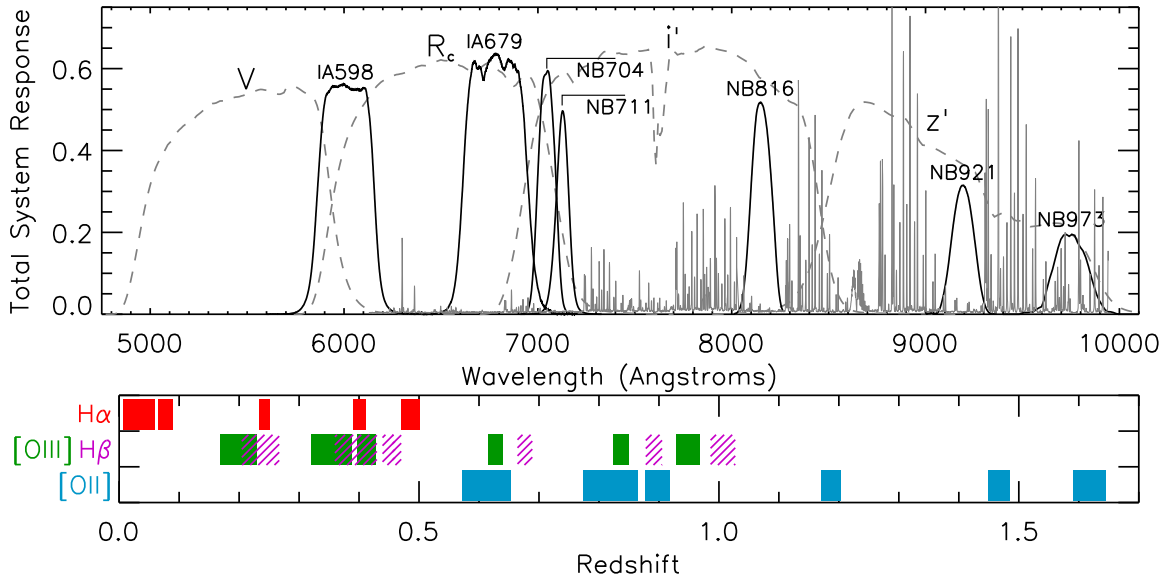 Total System Response
0.6
0.4
0.2
0.0
V
IA598
Rc
IA679
NB704
NB711
i'
NB816
z'
NB921
NB973
5000 6000 7000 8000 9000 10000
Wavelength (Angstroms)
Hα
[OIII] Hβ
[OII]
0.0 0.5 1.0 1.5
Redshift